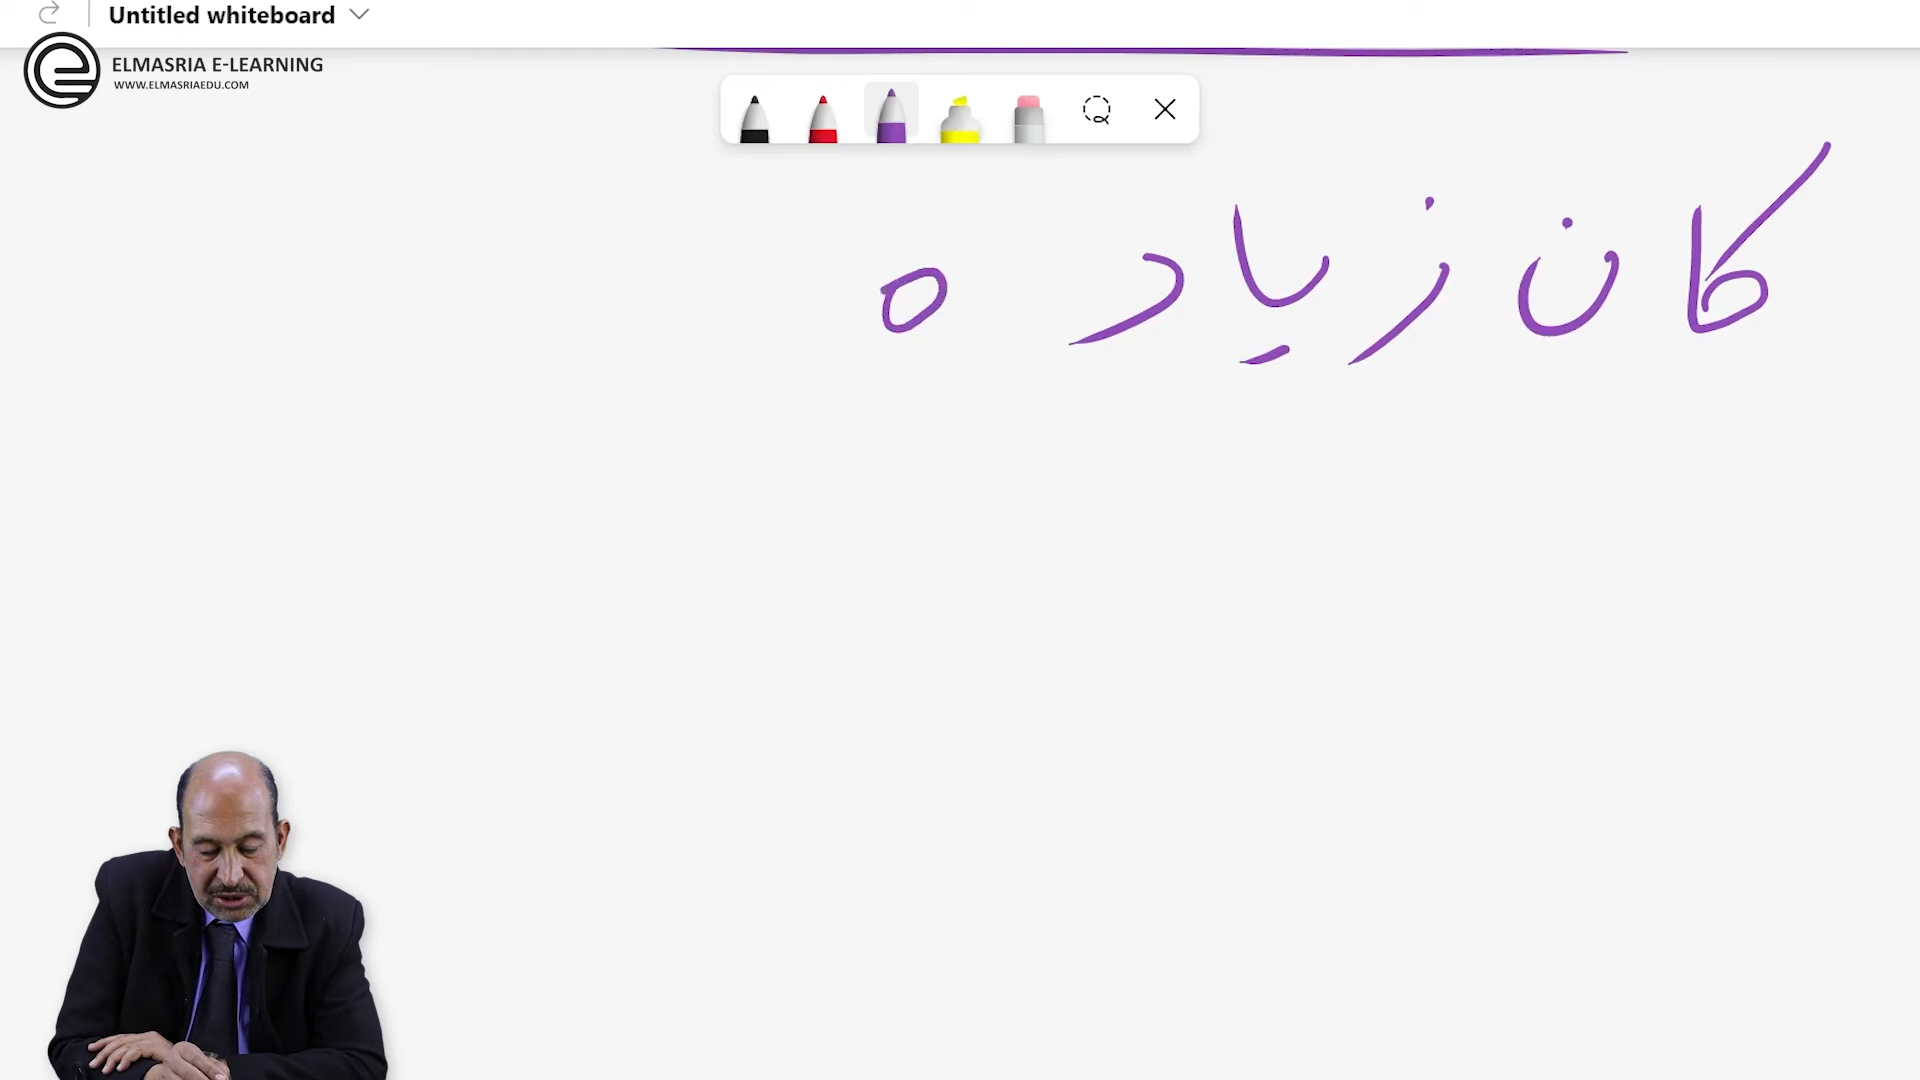 Untitled whiteboard
ELMASRIA E-LEARNING
WWW.ELMASRIAEDU.COM
كان زياد ه